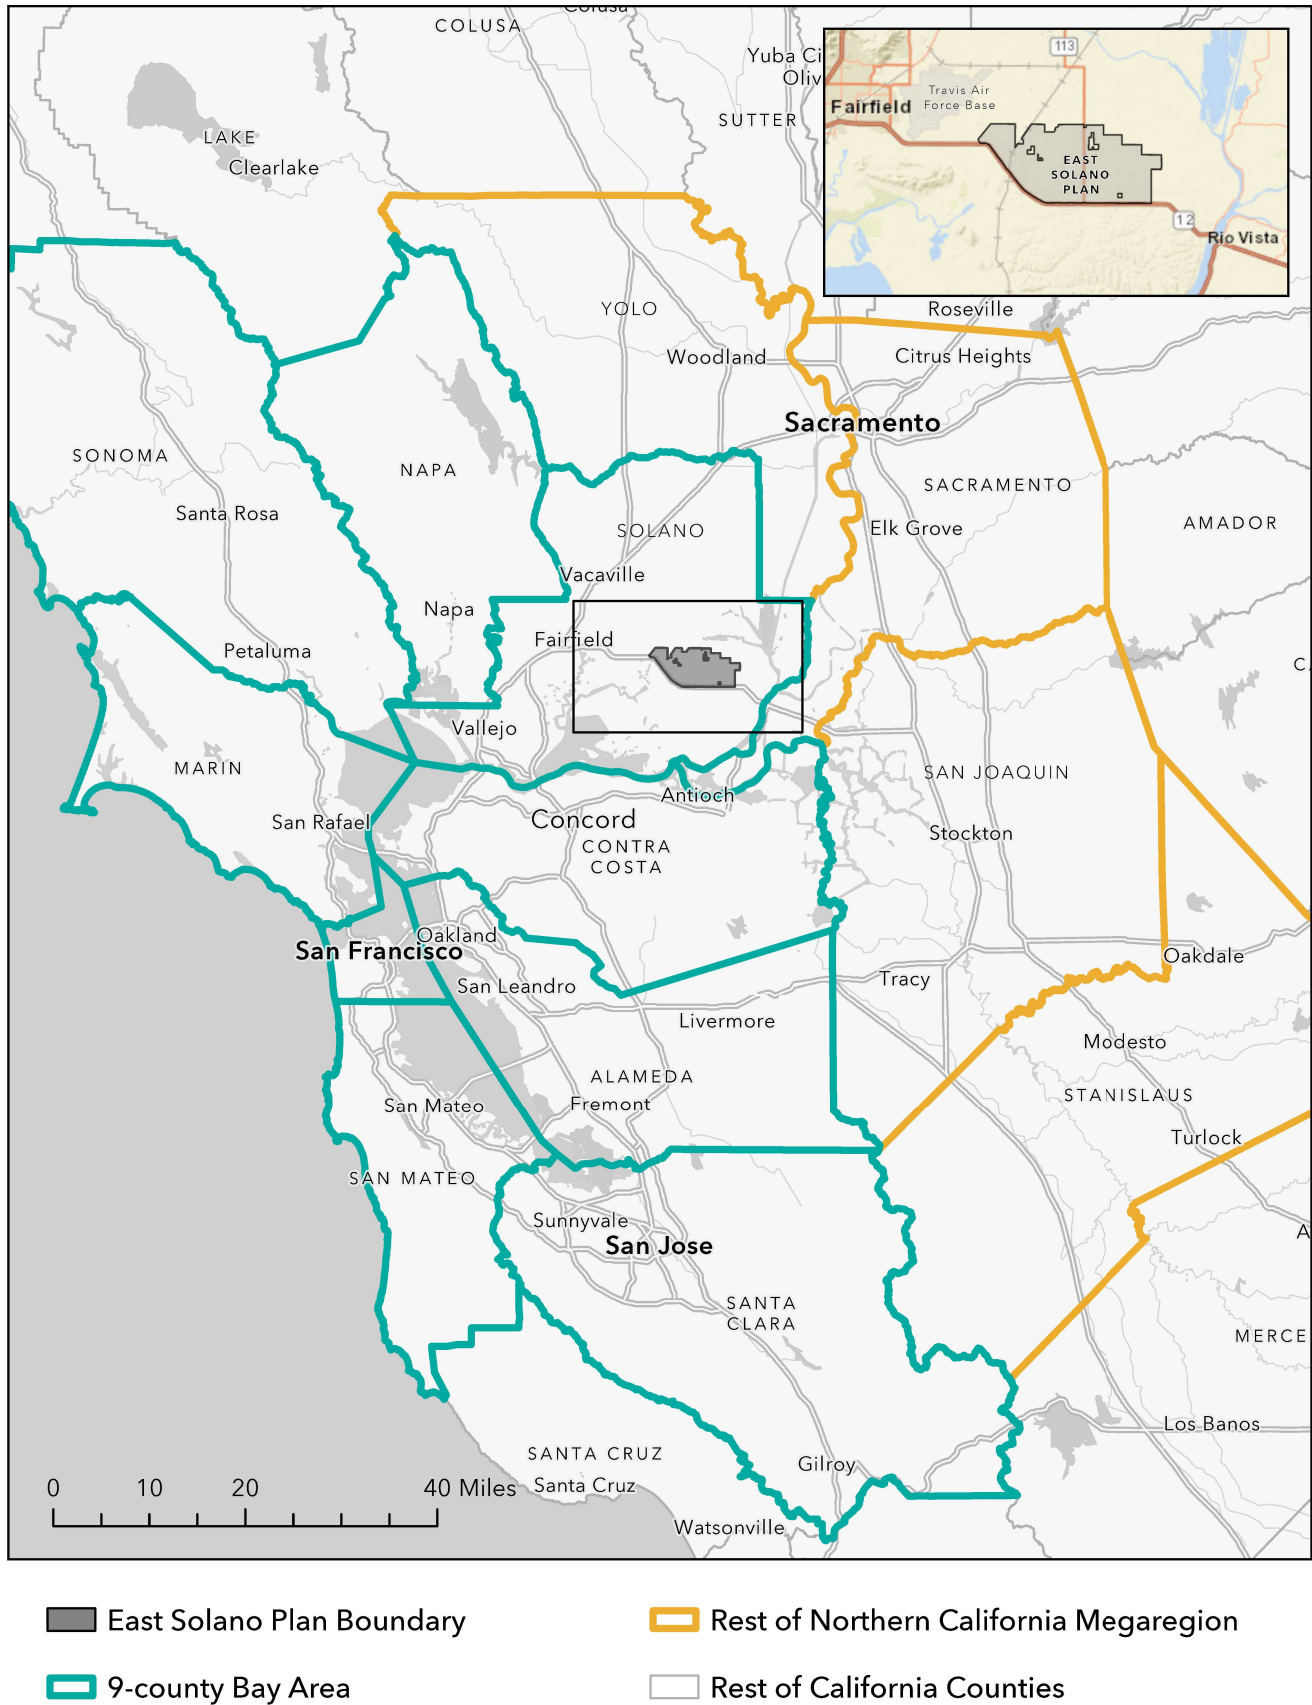 COLUSA
Colusa
Yuba Ci
Oliv
SUTTER
LAKE
Clearlake
113
Travis Air
Force Base
Fairfield
EAST
SOLANO
PLAN
12
Rio Vista
YOLO
Roseville
Woodland
Citrus Heights
Sacramento
SONOMA
NAPA
SACRAMENTO
Santa Rosa
SOLANO
Elk Grove
AMADOR
Vacaville
Napa
Fairfield
Petaluma
C
Vallejo
MARIN
SAN JOAQUIN
Antioch
San Rafael
Concord
CONTRA
COSTA
Stockton
Oakland
San Francisco
Oakdale
San Leandro
Tracy
Livermore
Modesto
ALAMEDA
STANISLAUS
San Mateo
Fremont
Turlock
SAN MATEO
Sunnyvale
San Jose
A
SANTA
CLARA
MERCE
Los Banos
SANTA CRUZ
Gilroy
Santa Cruz
0 10 20 40 Miles
Watsonville
East Solano Plan Boundary
Rest of Northern California Megaregion
9-county Bay Area
Rest of California Counties